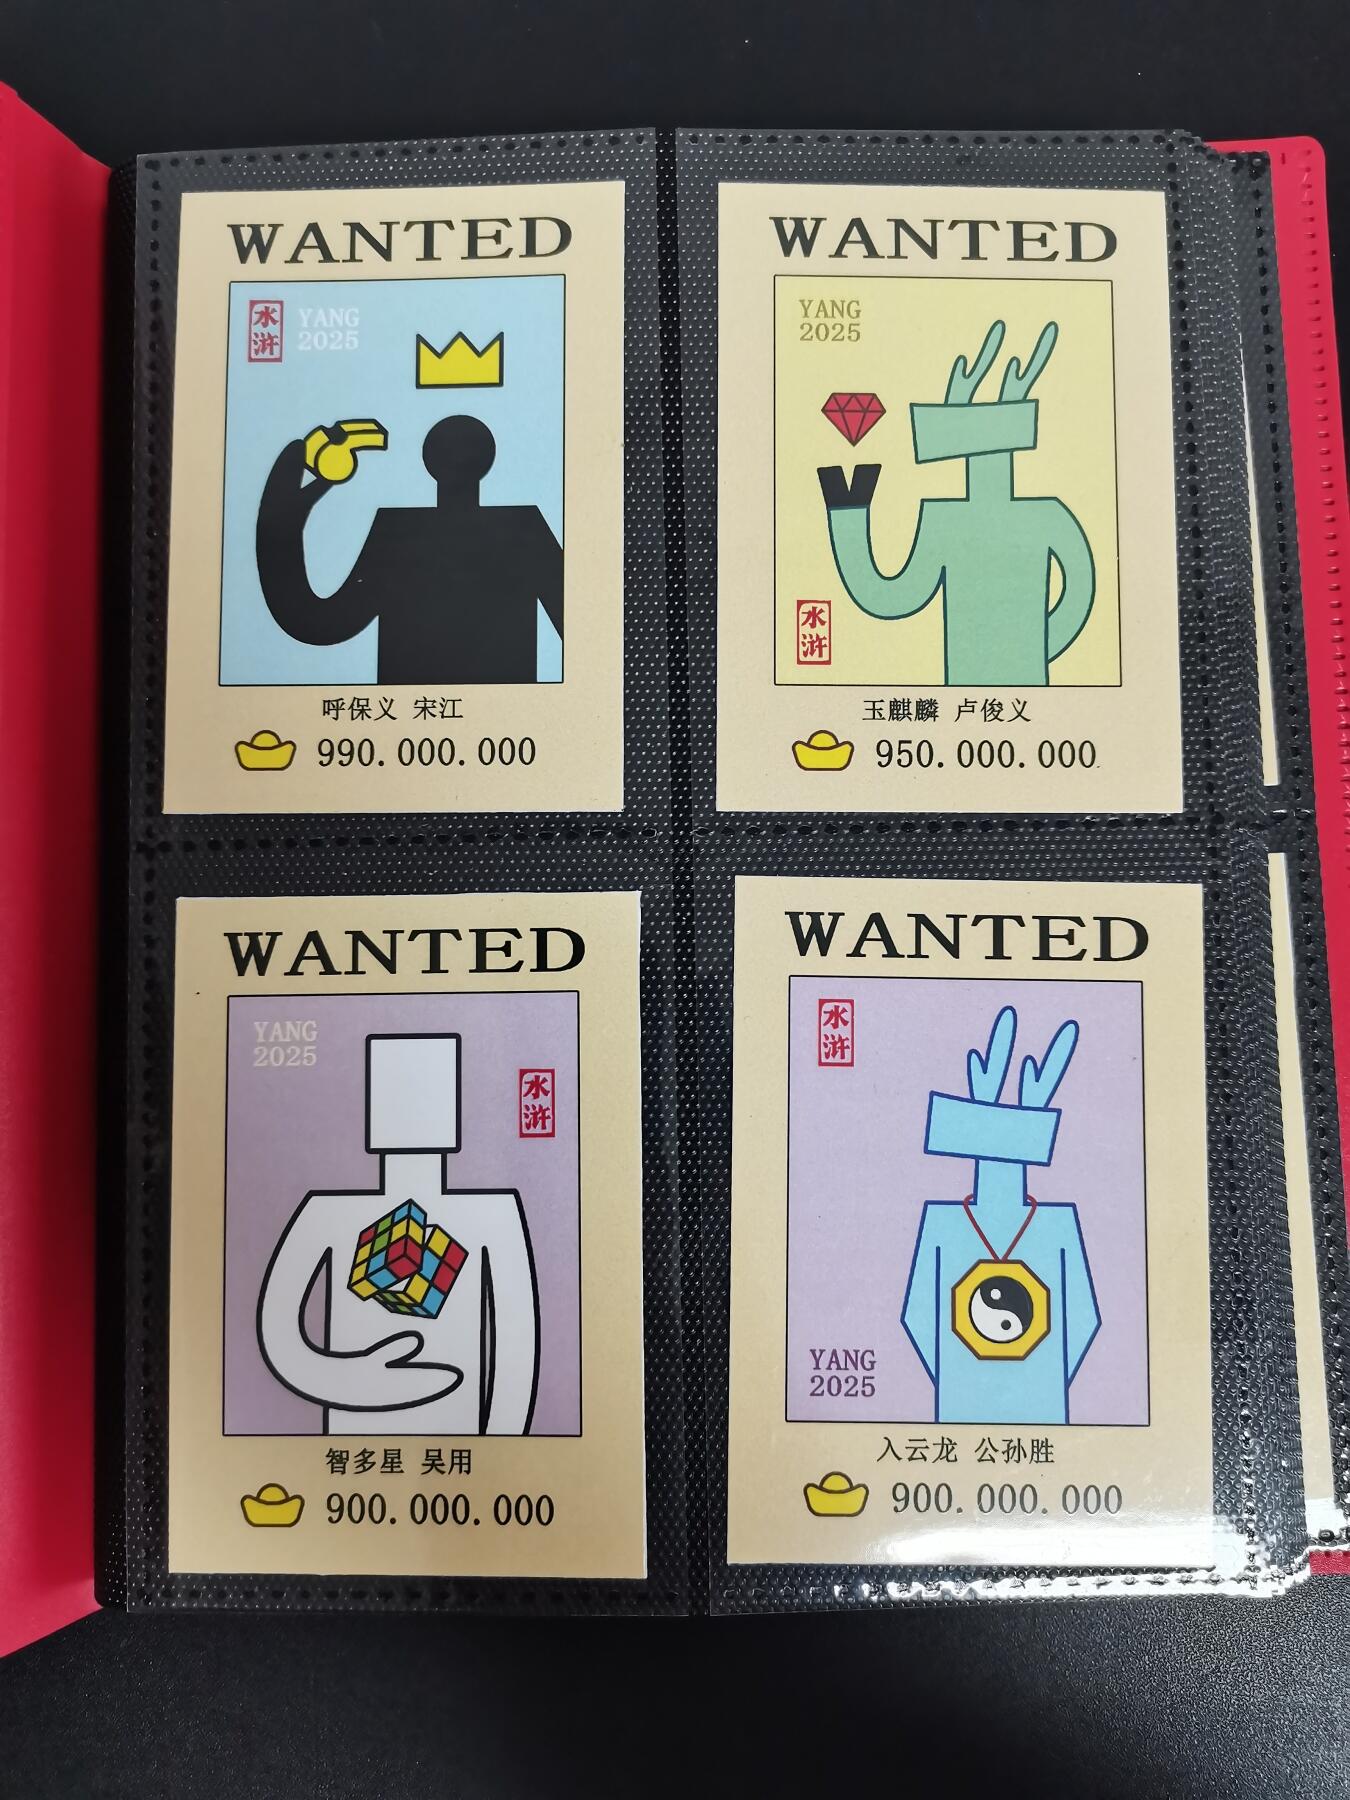 WANTED
水浒
YANG
2025
呼保义 宋江
990.000.000
WANTED
YANG
2025
水浒
玉麒麟 卢俊义
950.000.000
WANTED
YANG
2025
水浒
智多星 吴用
900.000.000
WANTED
水浒
YANG
2025
入云龙 公孙胜
900.000.000